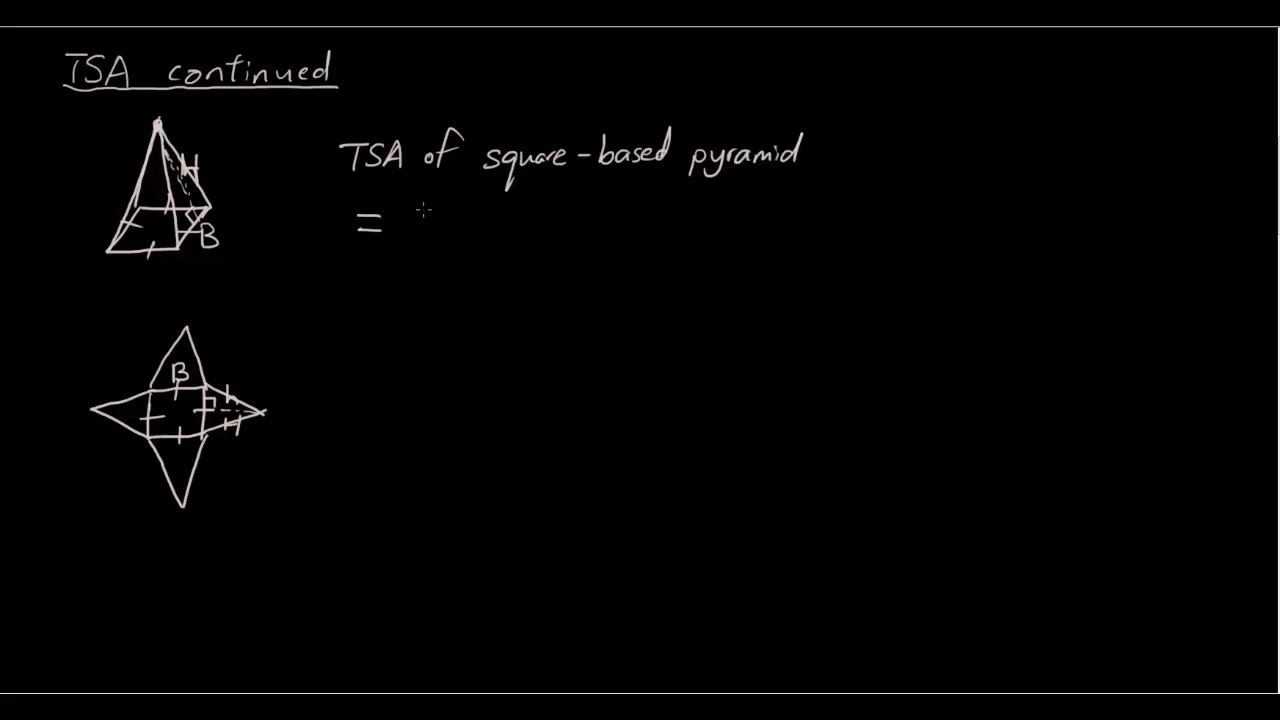 TSA continued
TSA of square-based pyramid
=
H
B
B
H